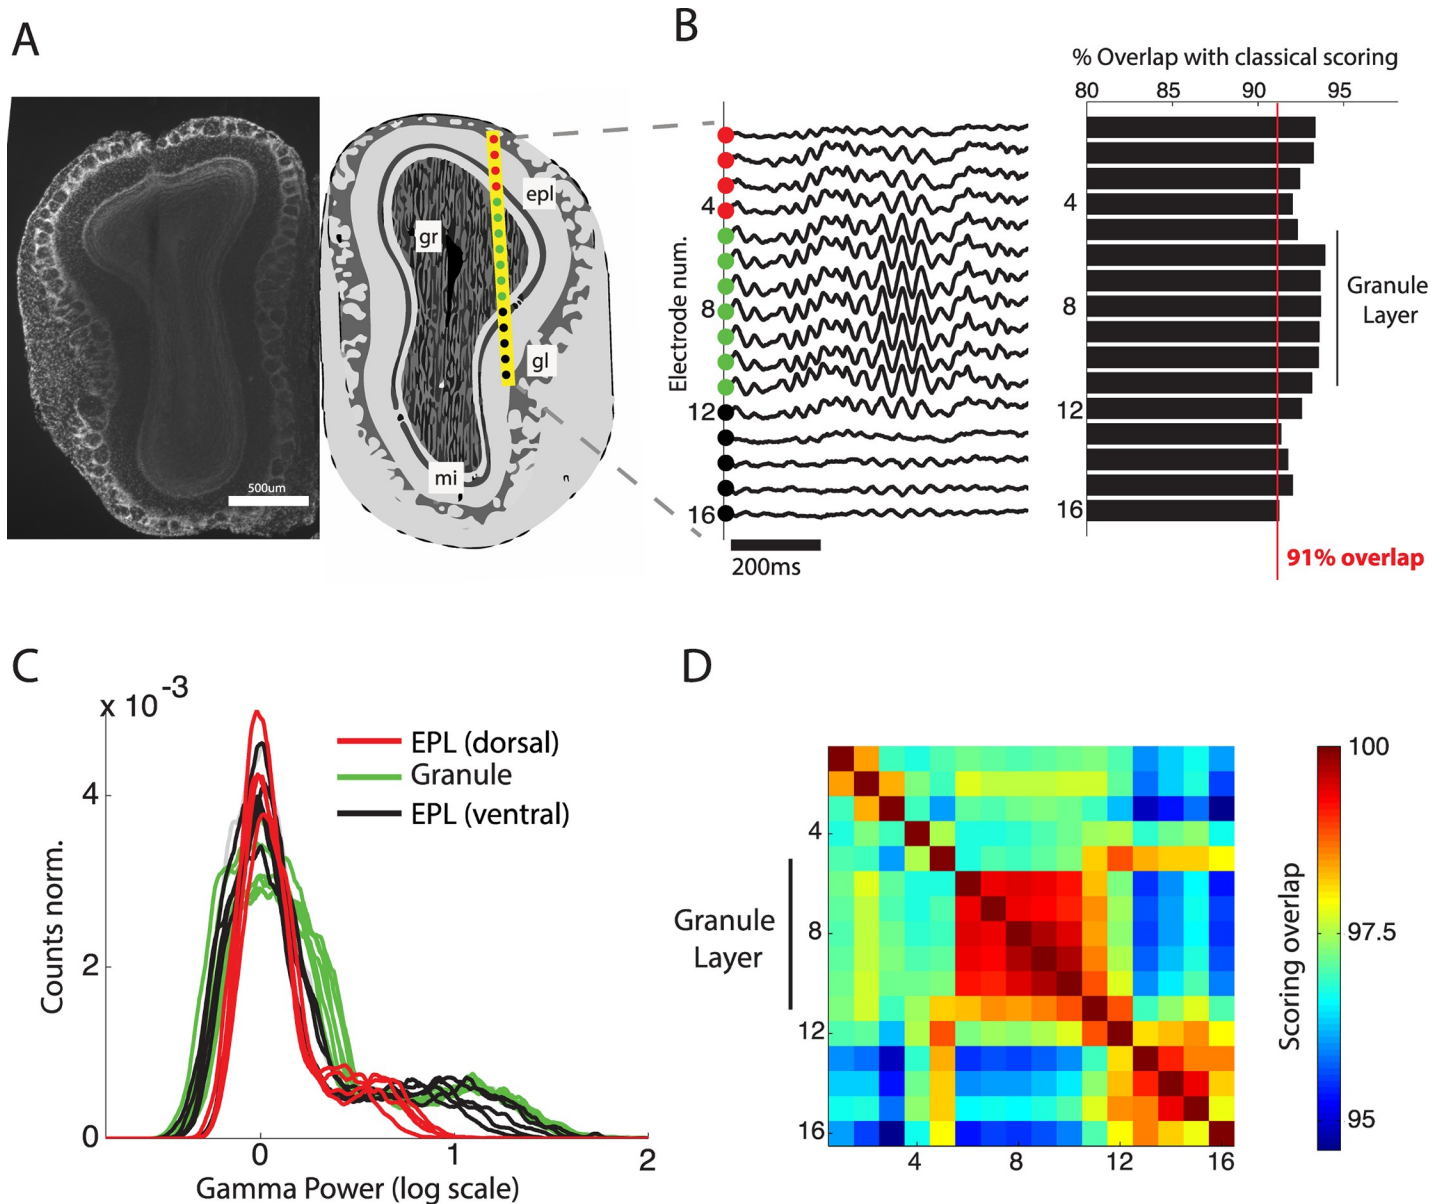 A
B
% Overlap with classical scoring
80 85 90 95
epl
gr
gl
mi
500um
Electrode num.
4
8
12
16
200ms
4
8
12
16
Granule
Layer
91% overlap
C
x 10 -3
EPL (dorsal)
Granule
EPL (ventral)
Counts norm.
4
2
0
0 1 2
Gamma Power (log scale)
D
Granule
Layer
4
8
12
16
4 8 12 16
100
97.5
95
Scoring overlap